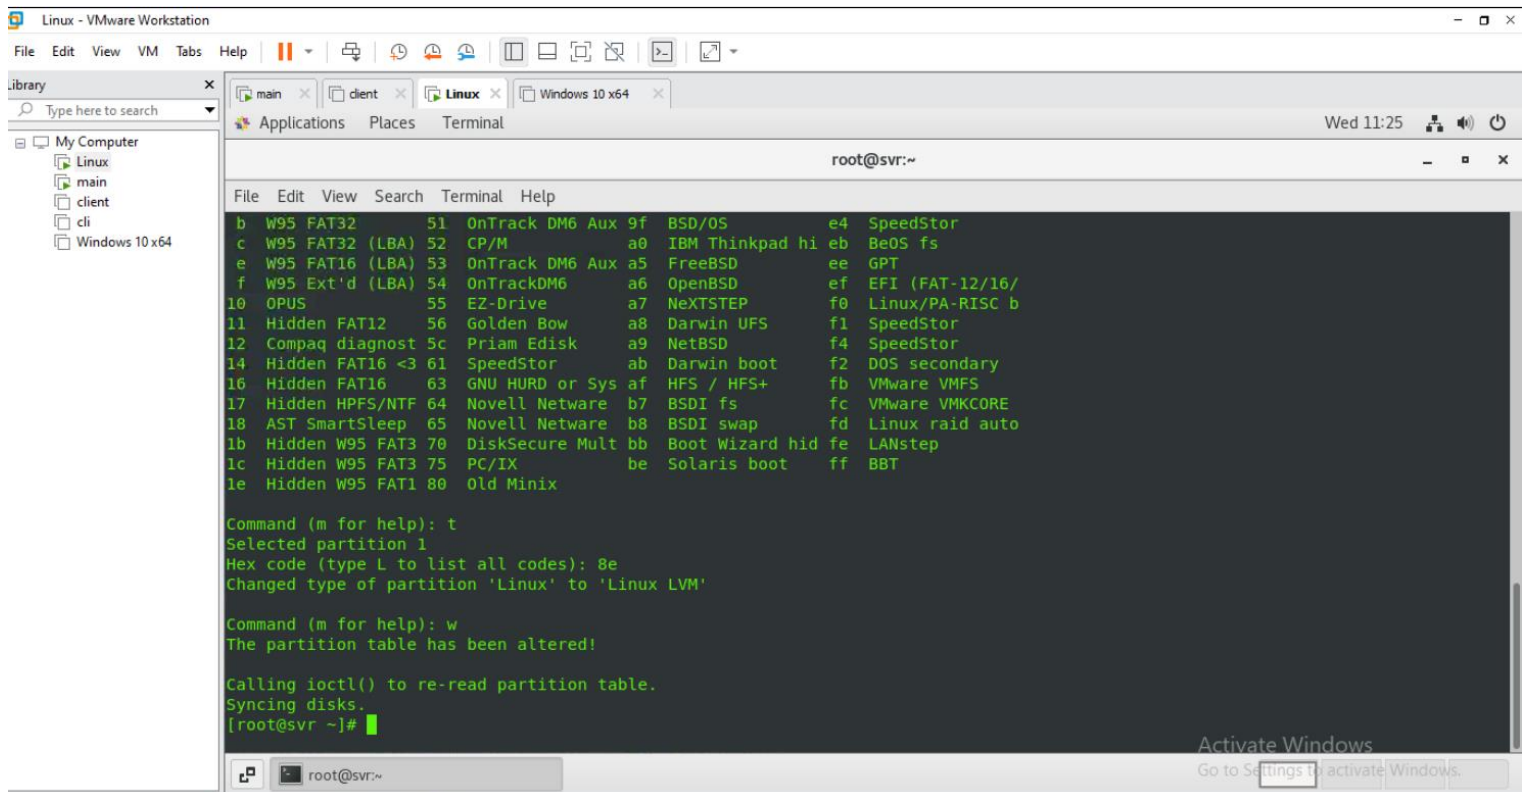 Linux - VMware Workstation
File Edit View VM Tabs Help
Library
Type here to search
My Computer
Linux
main
client
cli
Windows 10 x64
main client Linux Windows 10 x64
Applications Places Terminal Wed 11:25
root@svr:~
File Edit View Search Terminal Help
b W95 FAT32 51 OnTrack DM6 Aux 9f BSD/OS e4 SpeedStor
c W95 FAT32 (LBA) 52 CP/M a0 IBM Thinkpad hi eb BeOS fs
e W95 FAT16 (LBA) 53 OnTrack DM6 Aux a5 FreeBSD ee GPT
f W95 Ext'd (LBA) 54 OnTrackDM6 a6 OpenBSD ef EFI (FAT-12/16/
10 OPUS 55 EZ-Drive a7 NeXTSTEP f0 Linux/PA-RISC b
11 Hidden FAT12 56 Golden Bow a8 Darwin UFS f1 SpeedStor
12 Compaq diagnost 5c Priam Edisk a9 NetBSD f4 SpeedStor
14 Hidden FAT16 <3 61 SpeedStor ab Darwin boot f2 DOS secondary
16 Hidden FAT16 63 GNU HURD or Sys af HFS / HFS+ fb VMware VMFS
17 Hidden HPFS/NTF 64 Novell Netware b7 BSDI fs fc VMware VMKCORE
18 AST SmartSleep 65 Novell Netware b8 BSDI swap fd Linux raid auto
1b Hidden W95 FAT3 70 DiskSecure Mult bb Boot Wizard hid fe LANstep
1c Hidden W95 FAT3 75 PC/IX be Solaris boot ff BBT
1e Hidden W95 FAT1 80 Old Minix
Command (m for help): t
Selected partition 1
Hex code (type L to list all codes): 8e
Changed type of partition 'Linux' to 'Linux LVM'
Command (m for help): w
The partition table has been altered!
Calling ioctl() to re-read partition table.
Syncing disks.
[root@svr ~]#
Activate Windows
Go to Settings to activate Windows.
root@svr:~